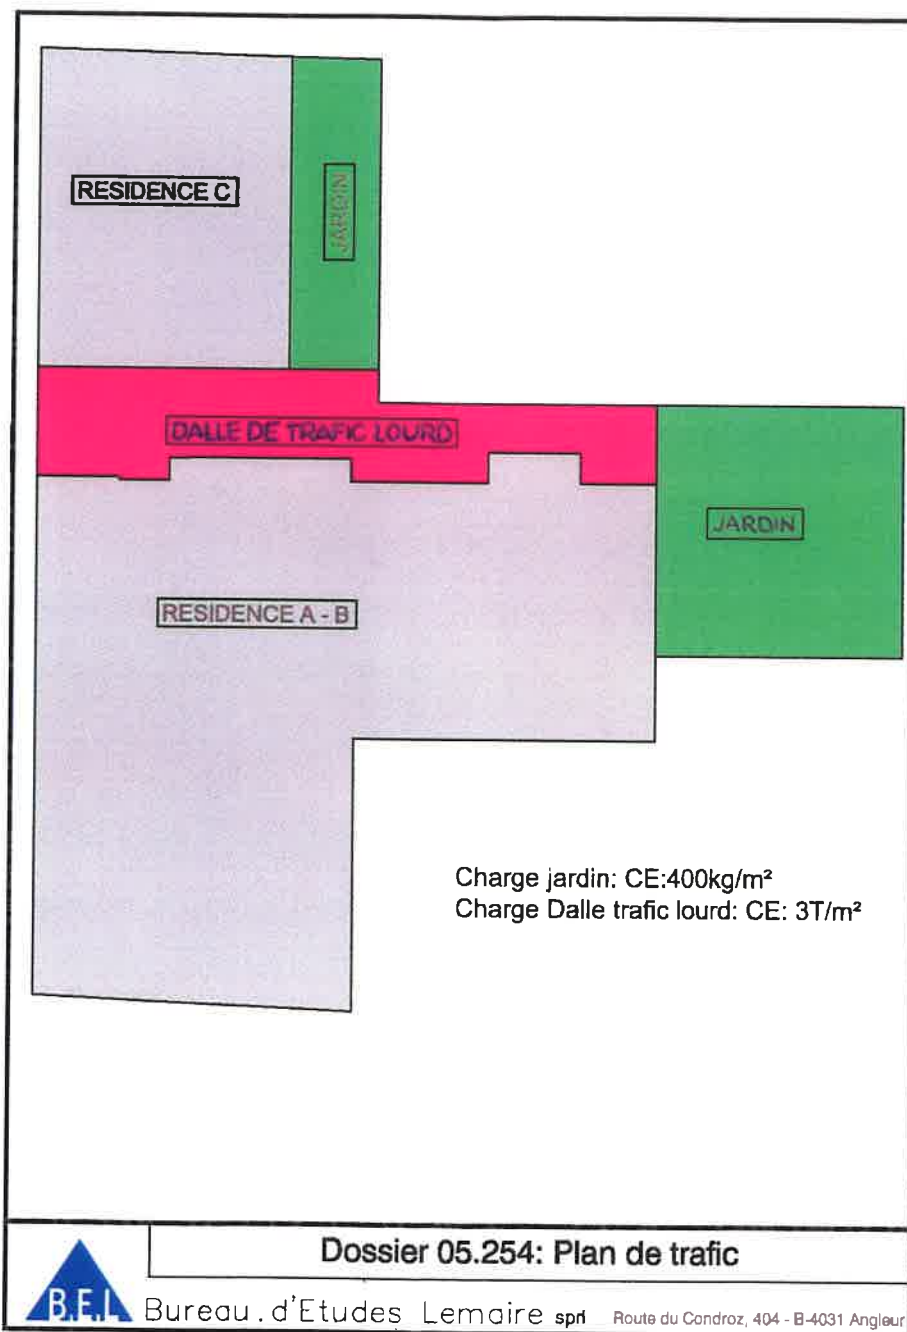 RESIDENCE C
JARDIN
DALLE DE TRAFIC LOURD
JARDIN
RESIDENCE A - B
Charge jardin: CE:400kg/m²
Charge Dalle trafic lourd: CE: 3T/m²
Dossier 05.254: Plan de trafic
B.E.L
Bureau.d'Etudes Lemaire sprl Route du Condroz, 404 - B-4031 Angleur